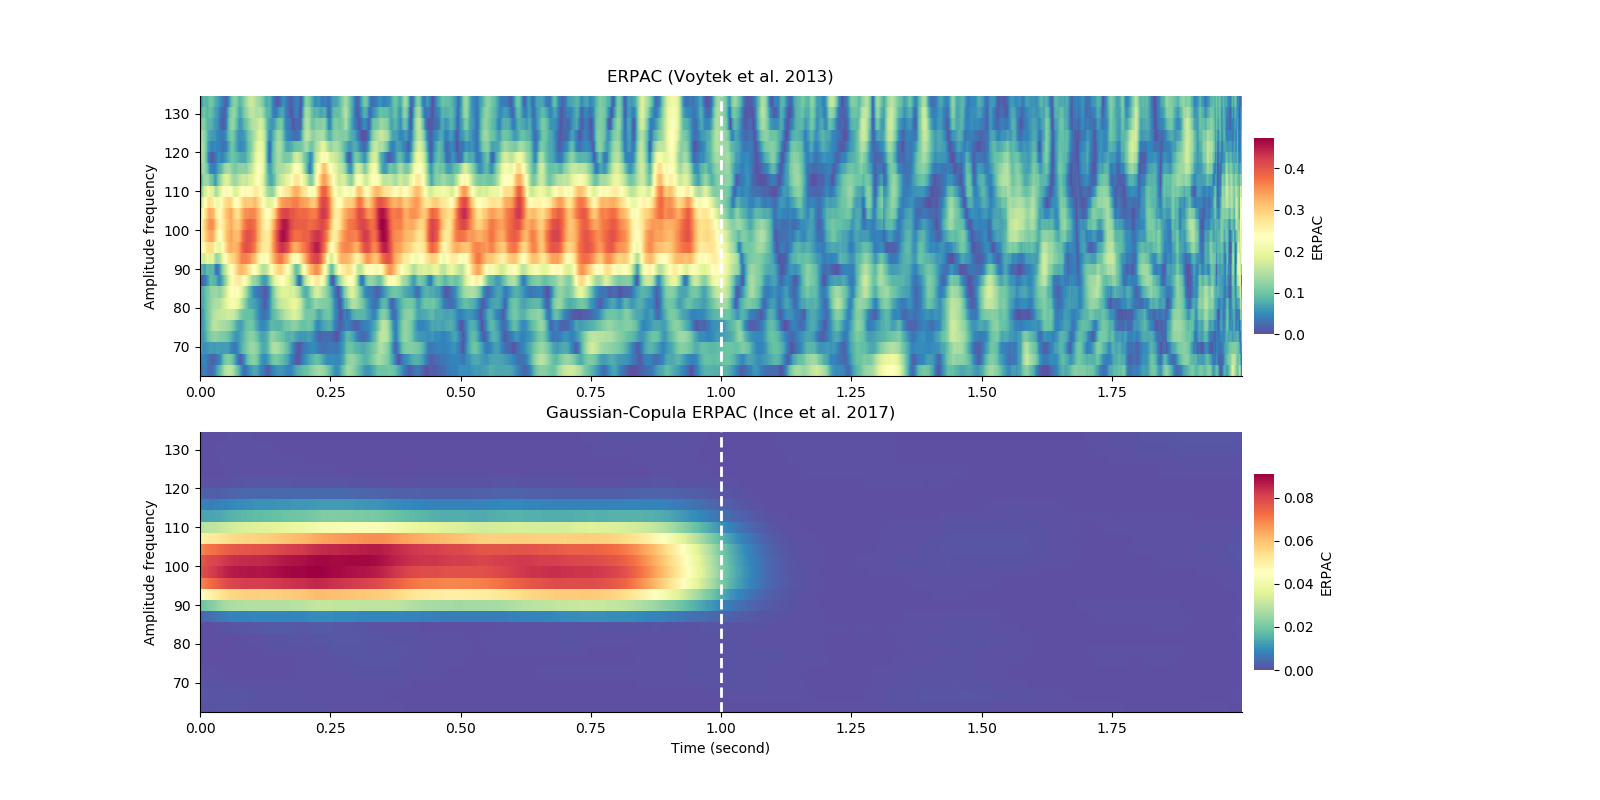 ERPAC (Voytek et al. 2013)
130
120
110
100
90
80
70
Amplitude frequency
0.00 0.25 0.50 0.75 1.00 1.25 1.50 1.75
0.4
0.3
0.2
0.1
0.0
ERPAC
Gaussian-Copula ERPAC (Ince et al. 2017)
130
120
110
100
90
80
70
Amplitude frequency
0.00 0.25 0.50 0.75 1.00 1.25 1.50 1.75
Time (second)
0.08
0.06
0.04
0.02
0.00
ERPAC